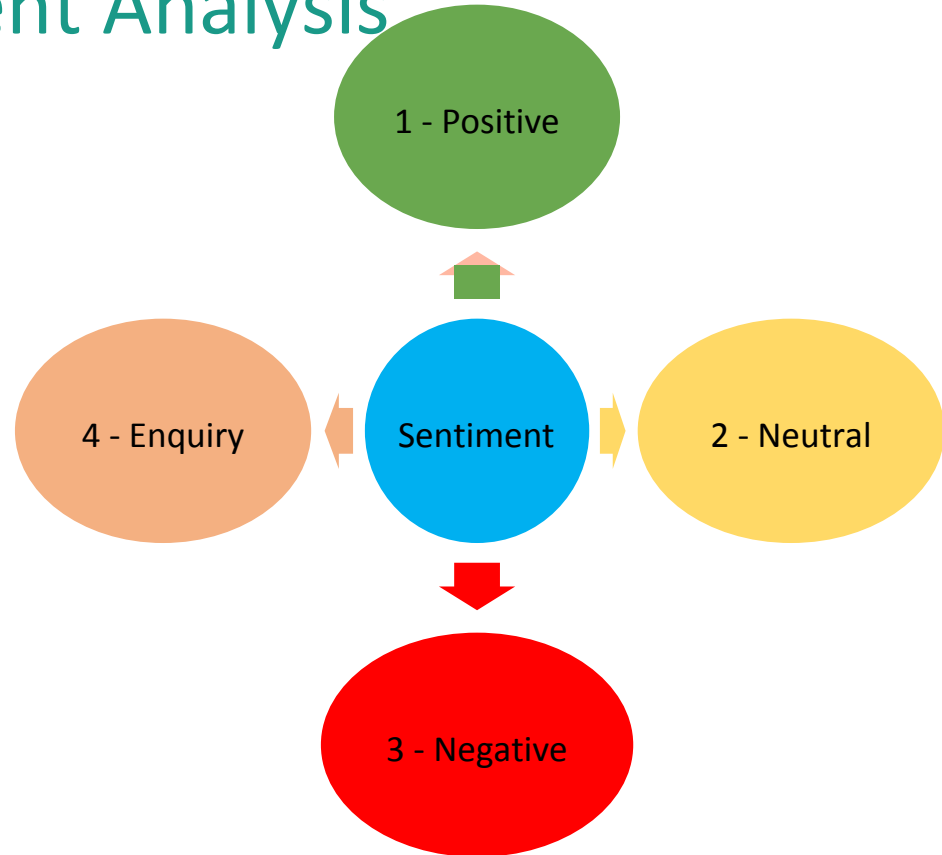 ent Analysis
1 - Positive
4 - Enquiry
Sentiment
2 - Neutral
3 - Negative